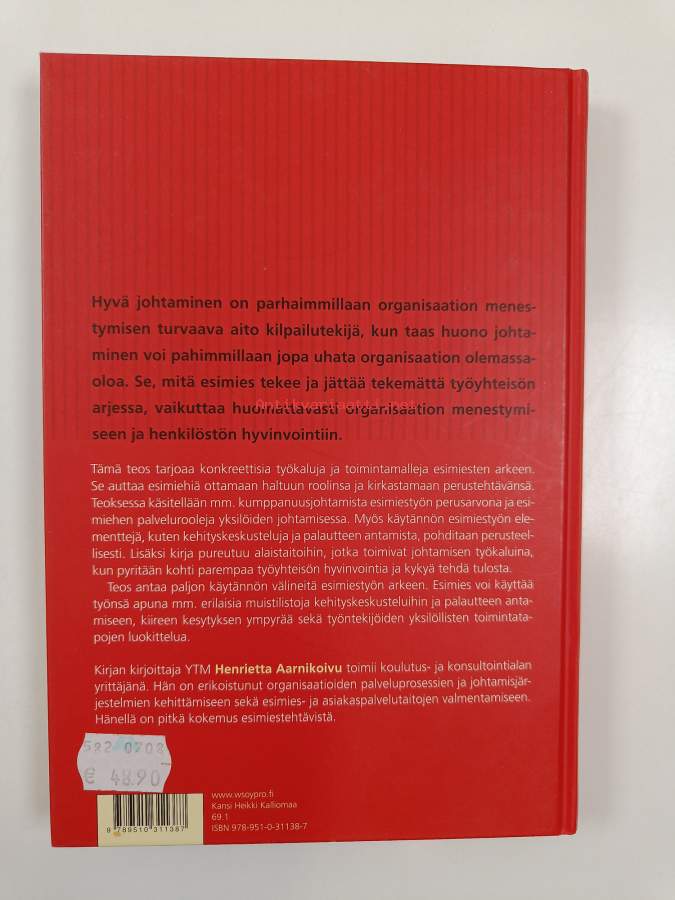 Hyvä johtaminen on parhaimmillaan organisaation menes-
tymisen turvaava aito kilpailutekijä, kun taas huono johta-
minen voi pahimmillaan jopa uhata organisaation olemassa-
oloa. Se, mitä esimies tekee ja jättää tekemättä työyhteisön
arjessa, vaikuttaa huomattavasti organisaation menestymi-
seen ja henkilöstön hyvinvointiin.
Antikvariaatti.net
Tämä teos tarjoaa konkreettisia työkaluja ja toimintamalleja esimiesten arkeen.
Se auttaa esimiehiä ottamaan haltuun roolinsa ja kirkastamaan perustehtävänsä.
Teoksessa käsitellään mm. kumppanuusjohtamista esimiestyön perusarvona ja esi-
miehen palvelurooleja yksilöiden johtamisessa. Myös käytännön esimiestyön ele-
menttejä, kuten kehityskeskusteluja ja palautteen antamista, pohditaan perusteel-
lisesti. Lisäksi kirja pureutuu alaistaitoihin, jotka toimivat johtamisen työkaluina,
kun pyritään kohti parempaa työyhteisön hyvinvointia ja kykyä tehdä tulosta.
Teos antaa paljon käytännön välineitä esimiestyön arkeen. Esimies voi käyttää
työnsä apuna mm. erilaisia muistilistoja kehityskeskusteluihin ja palautteen anta-
miseen, kiireen kesytyksen ympyrää sekä työntekijöiden yksilöllisten toimintata-
pojen luokittelua.
Kirjan kirjoittaja YTM Henrietta Aarnikoivu toimii koulutus- ja konsultointialan
yrittäjänä. Hän on erikoistunut organisaatioiden palveluprosessien ja johtamisjär-
jestelmien kehittämiseen sekä esimies- ja asiakaspalvelutaitojen valmentamiseen.
Hänellä on pitkä kokemus esimiestehtävistä.
582 0708
€ 48.90
www.wsoypro.fi
Kansi Heikki Kalliomaa
69.1
ISBN 978-951-0-31138-7
9 789510 311387